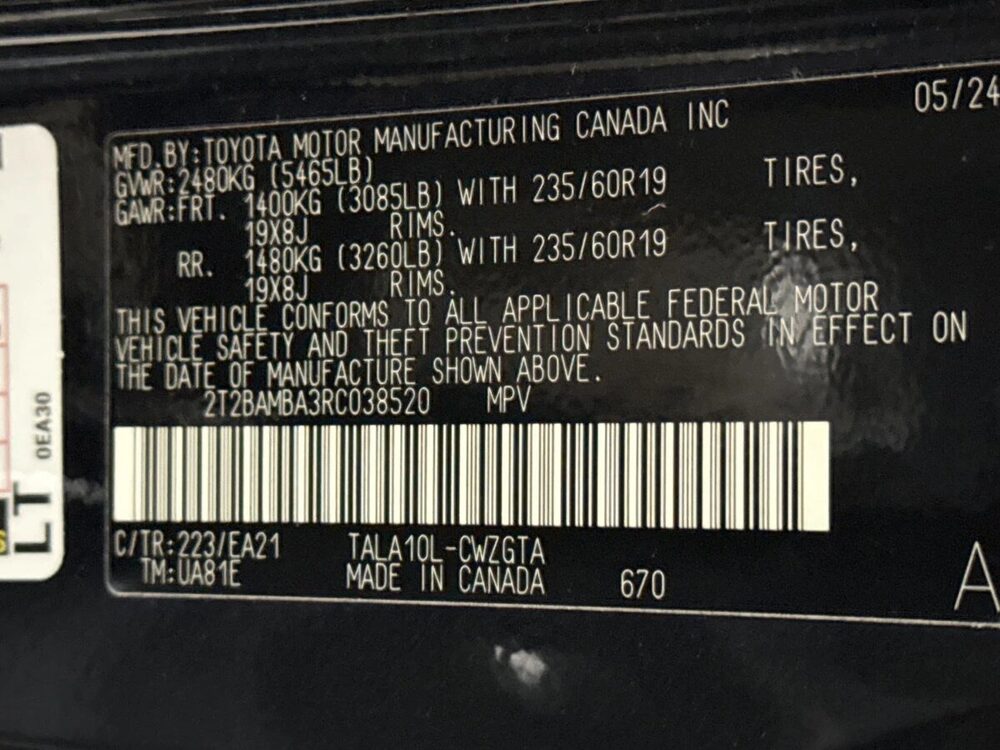 05/24
MFD.BY:TOYOTA MOTOR MANUFACTURING CANADA INC
GVWR:2480KG (5465LB)
GAWR:FRT. 1400KG (3085LB) WITH 235/60R19 TIRES,
19X8J RIMS.
RR. 1480KG (3260LB) WITH 235/60R19 TIRES,
19X8J RIMS.
THIS VEHICLE CONFORMS TO ALL APPLICABLE FEDERAL MOTOR
VEHICLE SAFETY AND THEFT PREVENTION STANDARDS IN EFFECT ON
THE DATE OF MANUFACTURE SHOWN ABOVE.
2T2BAMBA3RC038520 MPV
C/TR:223/EA21 TALA10L-CWZGTA
TM:UA81E MADE IN CANADA 670
A
0EA30
LT